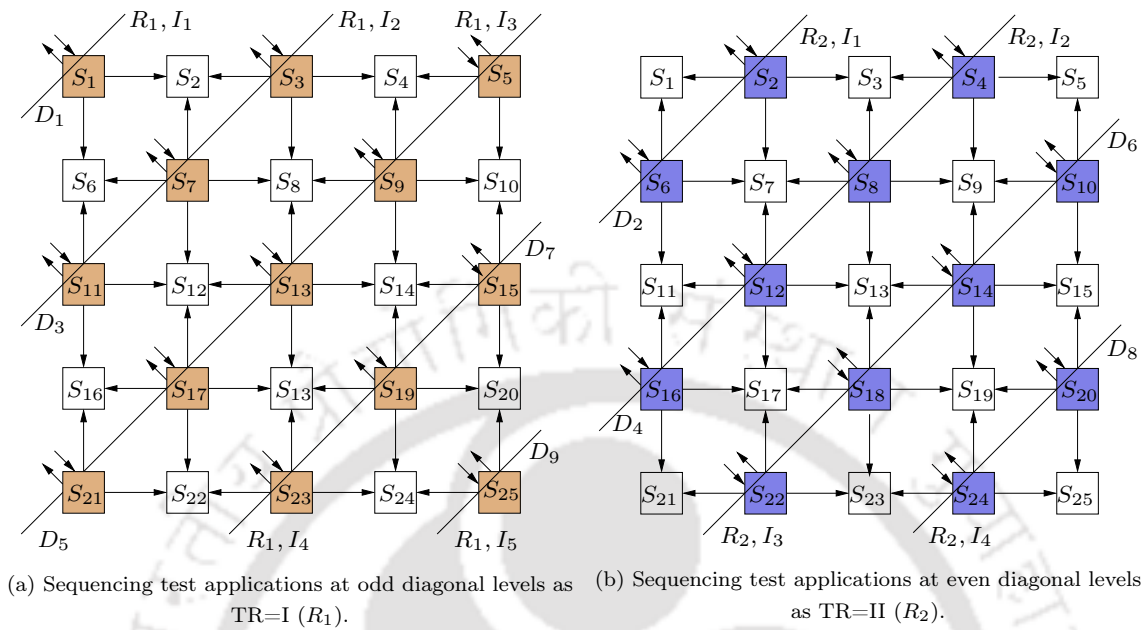 R₁, I₁ R₁, I₂ R₁, I₃
S₁ S₂ S₃ S₄ S₅
D₁
S₆ S₇ S₈ S₉ S₁₀
D₇
S₁₁ S₁₂ S₁₃ S₁₄ S₁₅
D₃
S₁₆ S₁₇ S₁₃ S₁₉ S₂₀
D₉
S₂₁ S₂₂ S₂₃ S₂₄ S₂₅
D₅ R₁, I₄ R₁, I₅
(a) Sequencing test applications at odd diagonal levels as
TR=I (R₁).
R₂, I₁ R₂, I₂
S₁ S₂ S₃ S₄ S₅
D₆
S₆ S₇ S₈ S₉ S₁₀
D₂
S₁₁ S₁₂ S₁₃ S₁₄ S₁₅
D₈
S₁₆ S₁₇ S₁₈ S₁₉ S₂₀
D₄
S₂₁ S₂₂ S₂₃ S₂₄ S₂₅
R₂, I₃ R₂, I₄
(b) Sequencing test applications at even diagonal levels
as TR=II (R₂).